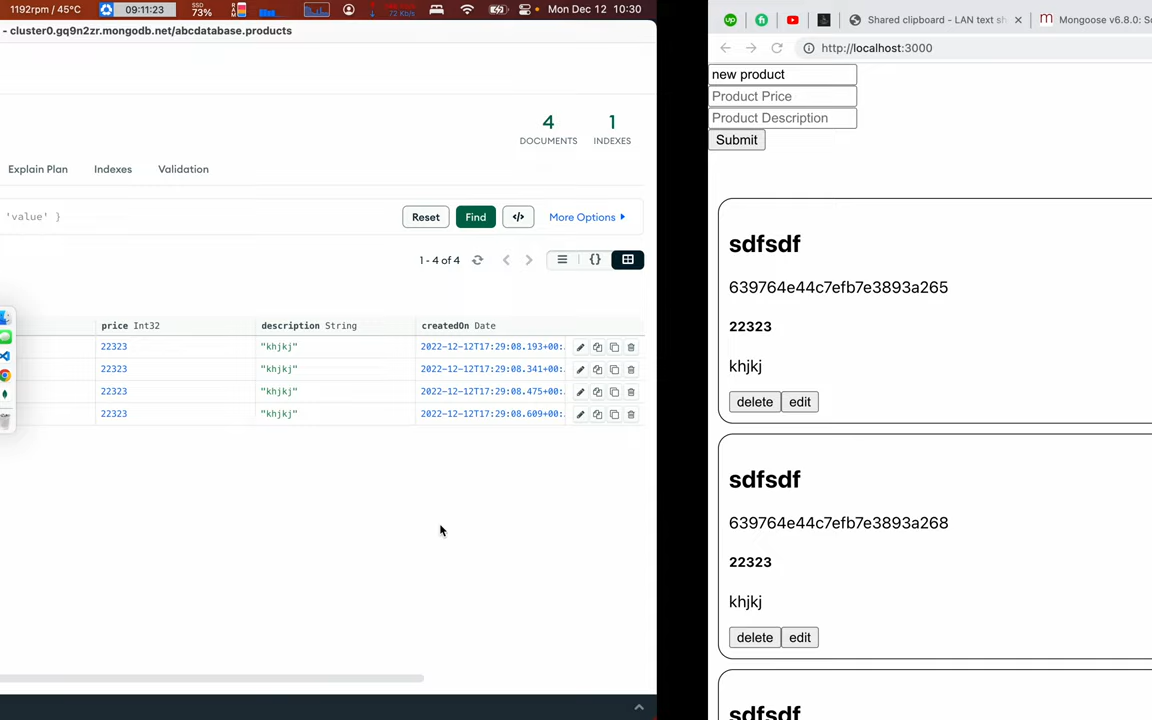 1192rpm / 45°C
09:11:23
SSD
73%
72 Kb/s
Mon Dec 12 10:30
- cluster0.gq9n2zr.mongodb.net/abcdatabase.products
4
DOCUMENTS
1
INDEXES
Explain Plan
Indexes
Validation
'value' }
Reset
Find
</>
More Options
1 - 4 of 4
{}
price Int32
description String
createdOn Date
22323
"khjkj"
2022-12-12T17:29:08.193+00:
22323
"khjkj"
2022-12-12T17:29:08.341+00:
22323
"khjkj"
2022-12-12T17:29:08.475+00:
22323
"khjkj"
2022-12-12T17:29:08.609+00:
up
Shared clipboard - LAN text sh
Mongoose v6.8.0: Sc
http://localhost:3000
new product
Product Price
Product Description
Submit
sdfsdf
639764e44c7efb7e3893a265
22323
khjkj
delete
edit
sdfsdf
639764e44c7efb7e3893a268
22323
khjkj
delete
edit
sdfsdf